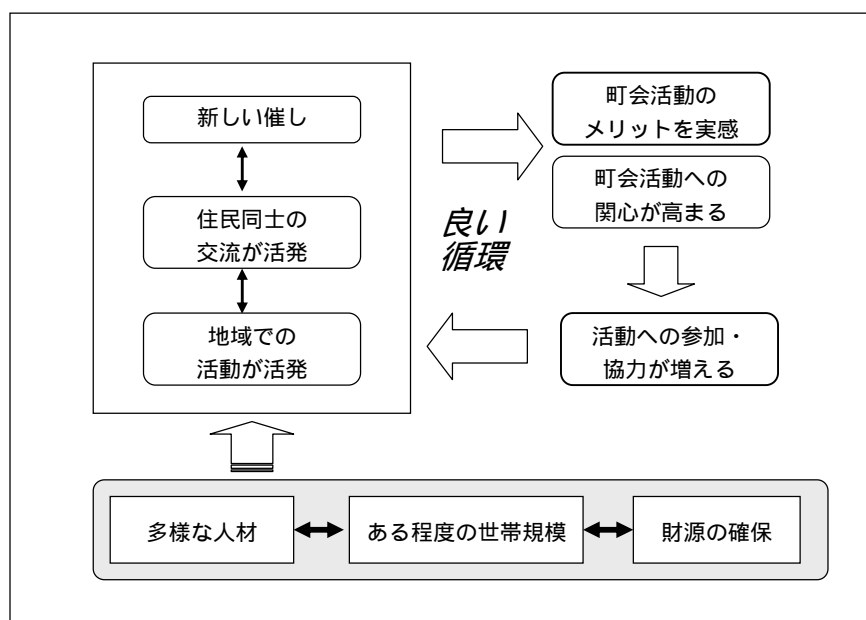 新しい催し
住民同士の
交流が活発
地域での
活動が活発
良い
循環
町会活動の
メリットを実感
町会活動への
関心が高まる
活動への参加・
協力が増える
多様な人材
ある程度の世帯規模
財源の確保